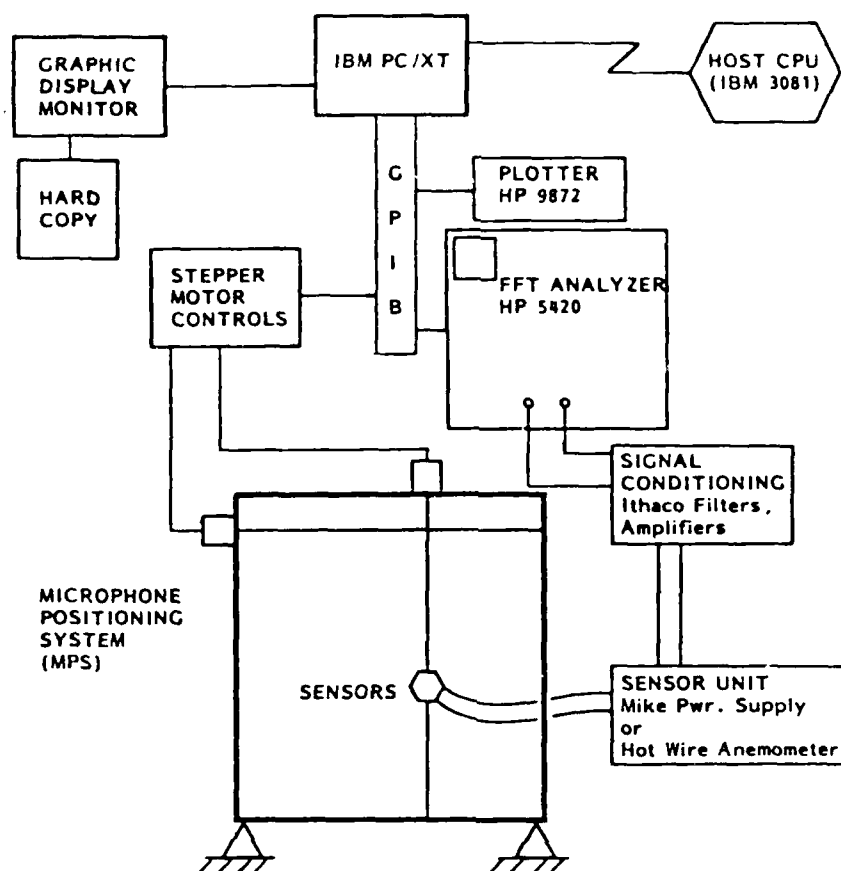 GRAPHIC
DISPLAY
MONITOR
IBM PC/XT
HOST CPU
(IBM 3081)
HARD
COPY
G
P
I
B
PLOTTER
HP 9872
STEPPER
MOTOR
CONTROLS
FFT ANALYZER
HP 5420
SIGNAL
CONDITIONING
Ithaco Filters,
Amplifiers
MICROPHONE
POSITIONING
SYSTEM
(MPS)
SENSORS
SENSOR UNIT
Mike Pwr. Supply
or
Hot Wire Anemometer